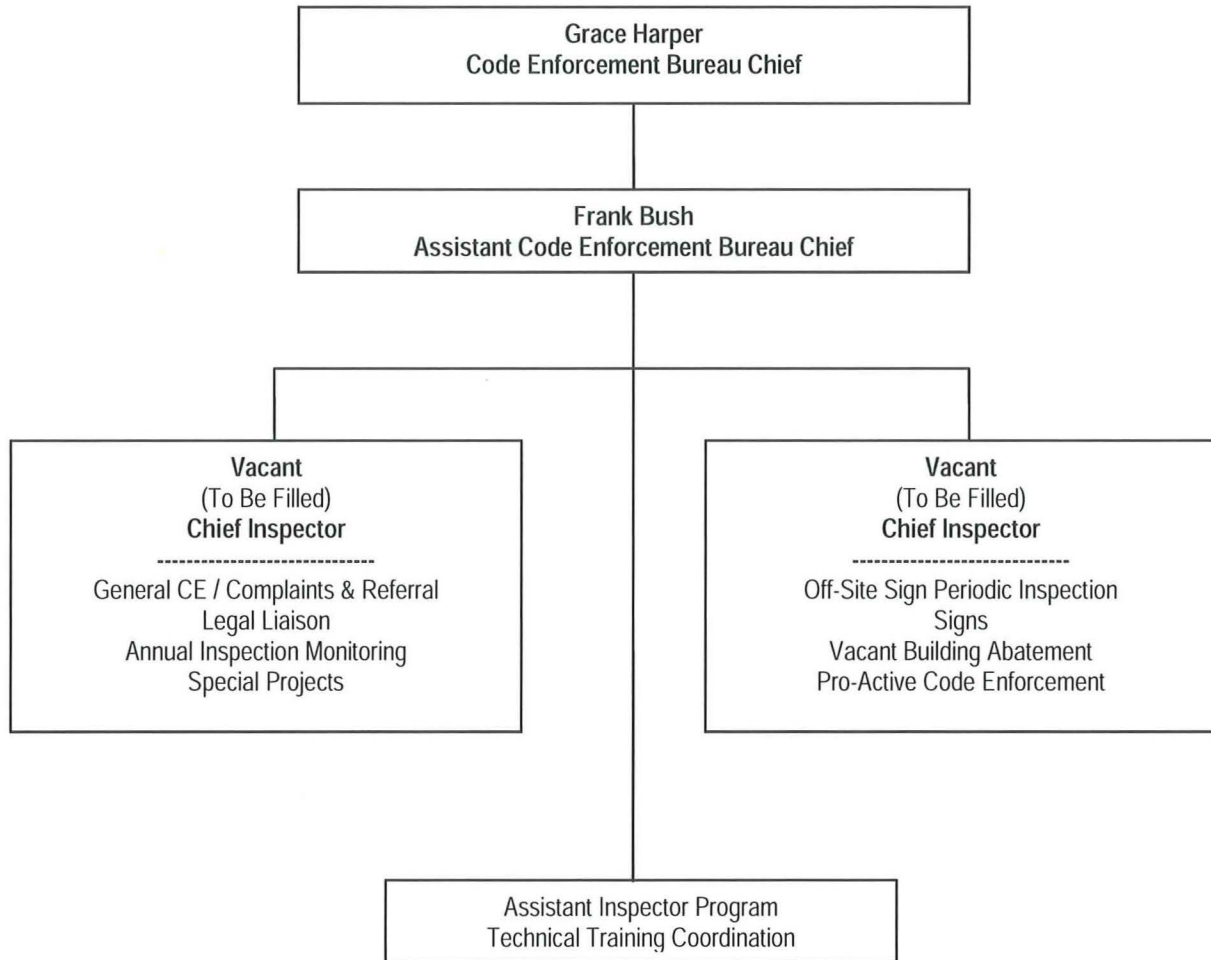 Grace Harper
Code Enforcement Bureau Chief
Frank Bush
Assistant Code Enforcement Bureau Chief
Vacant
(To Be Filled)
Chief Inspector
-----------------------------
General CE / Complaints & Referral
Legal Liaison
Annual Inspection Monitoring
Special Projects
Vacant
(To Be Filled)
Chief Inspector
-----------------------------
Off-Site Sign Periodic Inspection
Signs
Vacant Building Abatement
Pro-Active Code Enforcement
Assistant Inspector Program
Technical Training Coordination